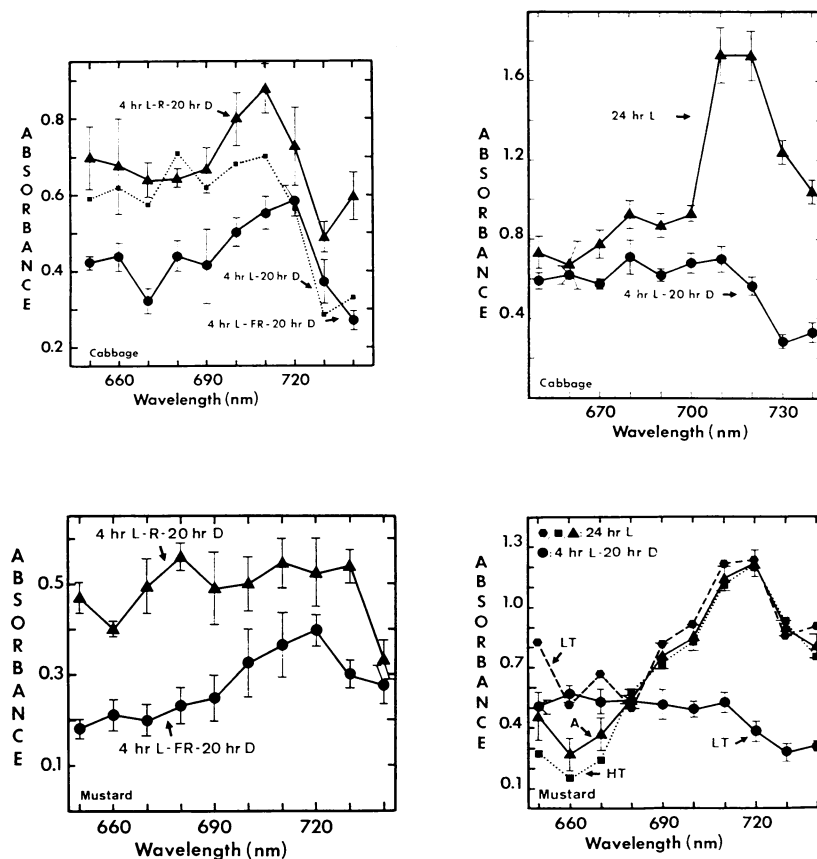 ABSORBANCE
0.8
0.6
0.4
0.2
4 hr L-R-20 hr D
4 hr L-20 hr D
4 hr L-FR-20 hr D
Cabbage
660 690 720
Wavelength (nm)
ABSORBANCE
1.6
1.2
0.8
0.4
24 hr L
4 hr L-20 hr D
Cabbage
670 700 730
Wavelength (nm)
ABSORBANCE
0.5
0.3
0.1
4 hr L-R-20 hr D
4 hr L-FR-20 hr D
Mustard
660 690 720
Wavelength (nm)
ABSORBANCE
1.3
1.0
0.7
0.4
0.1
: 24 hr L
: 4 hr L-20 hr D
LT
A
HT
LT
Mustard
660 690 720
Wavelength (nm)